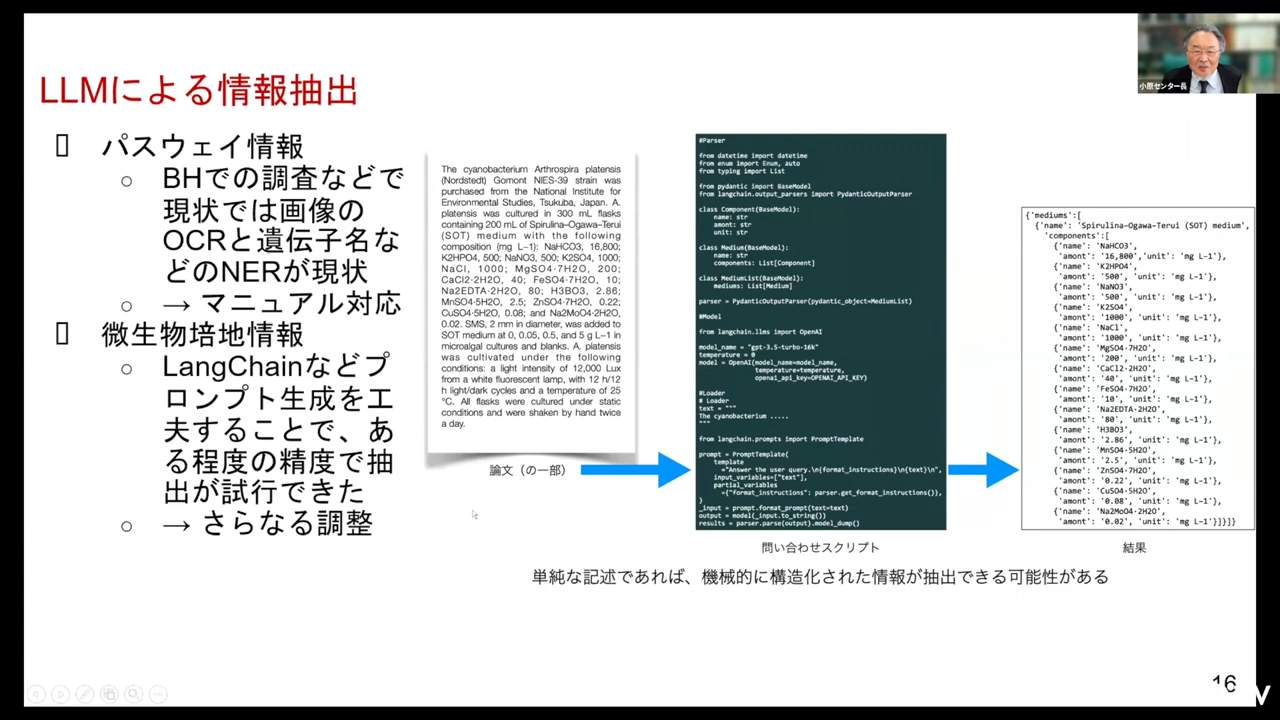 小原センター長
LLMによる情報抽出
パスウェイ情報
BHでの調査などで
現状では画像の
OCRと遺伝子名な
どのNERが現状
→ マニュアル対応
微生物培地情報
LangChainなどプ
ロンプト生成を工
夫することで、あ
る程度の精度で抽
出が試行できた
→ さらなる調整
The cyanobacterium Arthrospira platensis
(Nordstedt) Gomont NIES-39 strain was
purchased from the National Institute for
Environmental Studies, Tsukuba, Japan. A.
platensis was cultured in 300 mL flasks
containing 200 mL of Spirulina–Ogawa–Terui
(SOT) medium with the following
composition (mg L−1): NaHCO3, 16,800;
K2HPO4, 500; NaNO3, 500; K2SO4, 1000;
NaCl, 1000; MgSO4·7H2O, 200;
CaCl2·2H2O, 40; FeSO4·7H2O, 10;
Na2EDTA·2H2O, 80; H3BO3, 2.86;
MnSO4·5H2O, 2.5; ZnSO4·7H2O, 0.22;
CuSO4·5H2O, 0.08; and Na2MoO4·2H2O,
0.02. SMS, 2 mm in diameter, was added to
SOT medium at 0, 0.05, 0.5, and 5 g L−1 in
microalgal cultures and blanks. A. platensis
was cultivated under the following
conditions: a light intensity of 12,000 Lux
from a white fluorescent lamp, with 12 h/12
h light/dark cycles and a temperature of 25
°C. All flasks were cultured under static
conditions and were shaken by hand twice
a day.
論文（の一部）
#Parser
from datetime import datetime
from enum import Enum, auto
from typing import List
from pydantic import BaseModel
from langchain.output_parsers import PydanticOutputParser
class Component(BaseModel):
name: str
amont: str
unit: str
class Medium(BaseModel):
name: str
components: List[Component]
class MediumList(BaseModel):
mediums: List[Medium]
parser = PydanticOutputParser(pydantic_object=MediumList)
#Model
from langchain.llms import OpenAI
model_name = "gpt-3.5-turbo-16k"
temperature = 0
model = OpenAI(model_name=model_name,
temperature=temperature,
openai_api_key=OPENAI_API_KEY)
#Loader
# Loader
text = """
The cyanobacterium .....
"""
from langchain.prompts import PromptTemplate
prompt = PromptTemplate(
template
="Answer the user query.\n{format_instructions}\n{text}\n",
input_variables=["text"],
partial_variables
={"format_instructions": parser.get_format_instructions()},
)
_input = prompt.format_prompt(text=text)
output = model(_input.to_string())
results = parser.parse(output).model_dump()
問い合わせスクリプト
{'mediums':[
{'name': 'Spirulina–Ogawa–Terui (SOT) medium',
'components':[
{'name': 'NaHCO3',
'amont': '16,800','unit': 'mg L−1'},
{'name': 'K2HPO4',
'amont': '500', 'unit': 'mg L−1'},
{'name': 'NaNO3',
'amont': '500', 'unit': 'mg L−1'},
{'name': 'K2SO4',
'amont': '1000', 'unit': 'mg L−1'},
{'name': 'NaCl',
'amont': '1000', 'unit': 'mg L−1'},
{'name': 'MgSO4·7H2O',
'amont': '200', 'unit': 'mg L−1'},
{'name': 'CaCl2·2H2O',
'amont': '40', 'unit': 'mg L−1'},
{'name': 'FeSO4·7H2O',
'amont': '10', 'unit': 'mg L−1'},
{'name': 'Na2EDTA·2H2O',
'amont': '80', 'unit': 'mg L−1'},
{'name': 'H3BO3',
'amont': '2.86', 'unit': 'mg L−1'},
{'name': 'MnSO4·5H2O',
'amont': '2.5', 'unit': 'mg L−1'},
{'name': 'ZnSO4·7H2O',
'amont': '0.22', 'unit': 'mg L−1'},
{'name': 'CuSO4·5H2O',
'amont': '0.08', 'unit': 'mg L−1'},
{'name': 'Na2MoO4·2H2O',
'amont': '0.02', 'unit': 'mg L−1'}]}]}
結果
単純な記述であれば、機械的に構造化された情報が抽出できる可能性がある
16